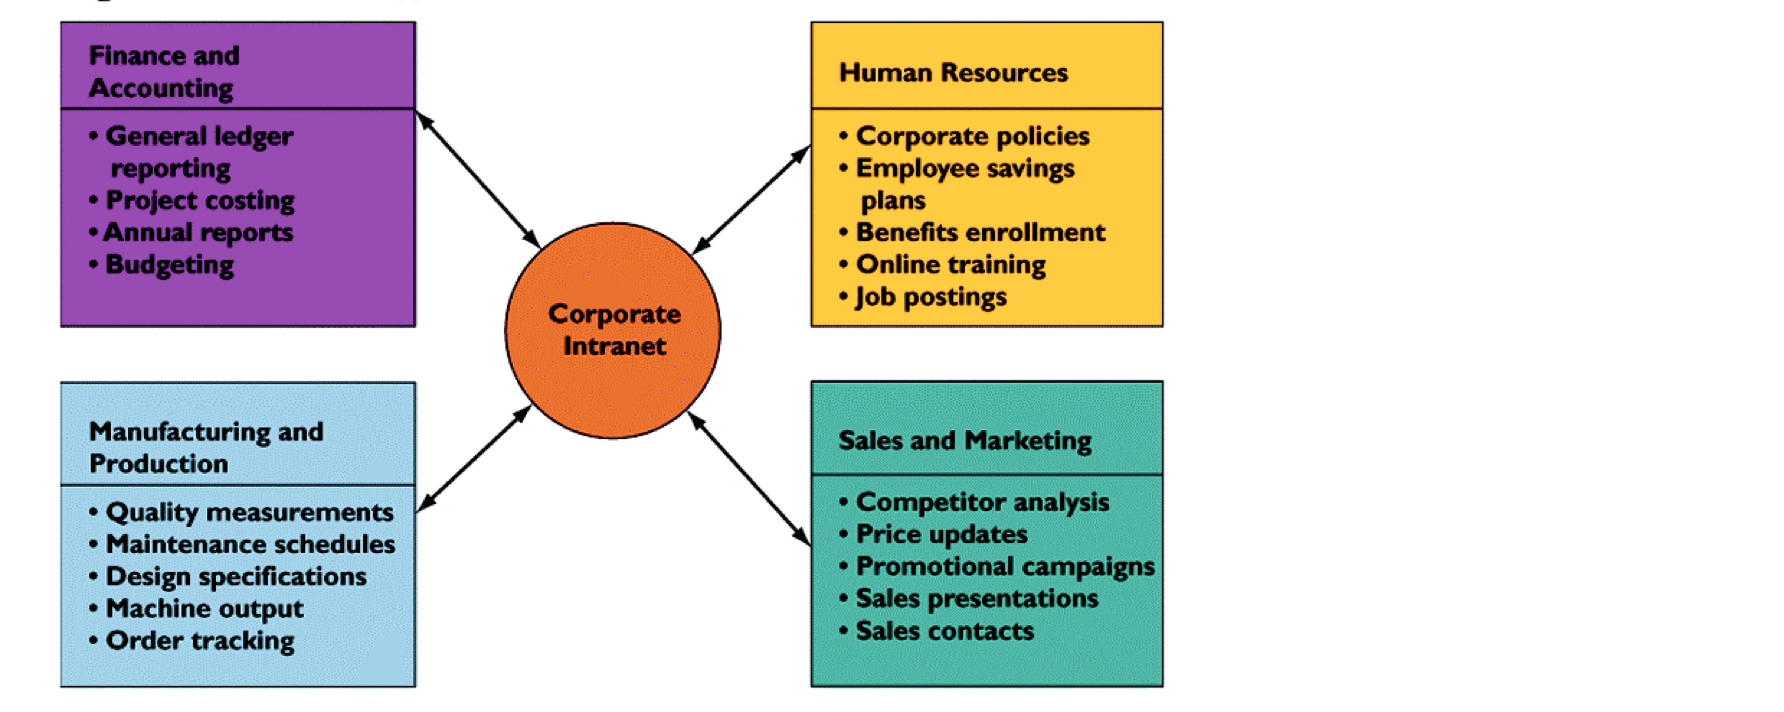 Finance and
Accounting
• General ledger
reporting
• Project costing
• Annual reports
• Budgeting
Human Resources
• Corporate policies
• Employee savings
plans
• Benefits enrollment
• Online training
• Job postings
Corporate
Intranet
Manufacturing and
Production
• Quality measurements
• Maintenance schedules
• Design specifications
• Machine output
• Order tracking
Sales and Marketing
• Competitor analysis
• Price updates
• Promotional campaigns
• Sales presentations
• Sales contacts